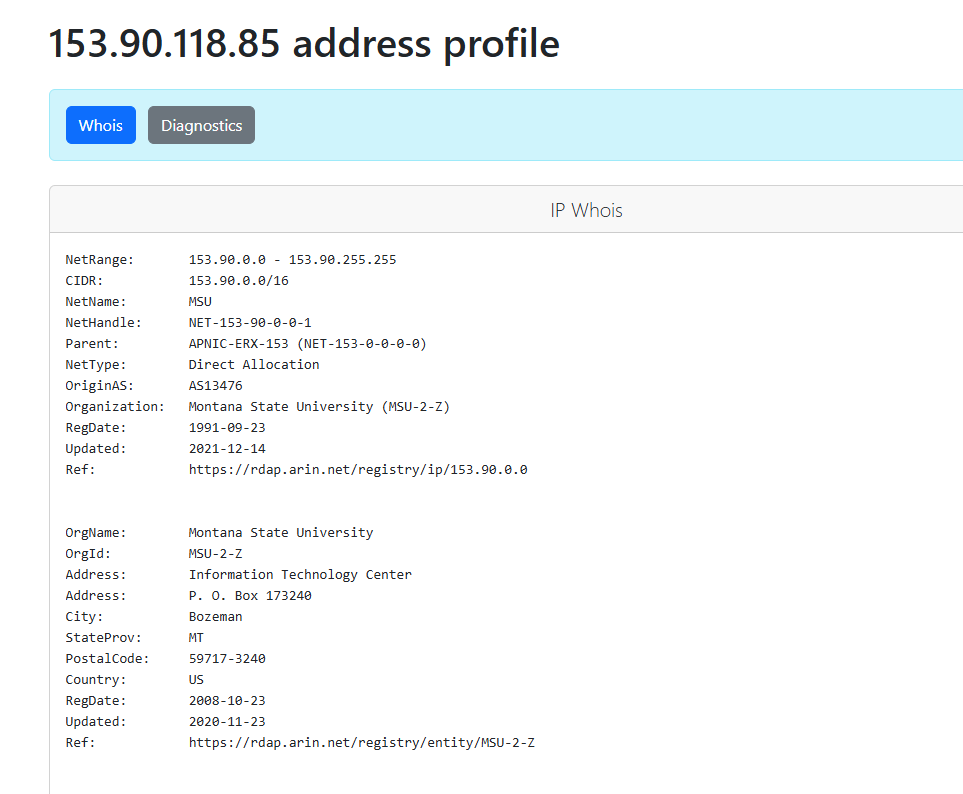 153.90.118.85 address profile
Whois Diagnostics
IP Whois
NetRange: 153.90.0.0 - 153.90.255.255
CIDR: 153.90.0.0/16
NetName: MSU
NetHandle: NET-153-90-0-0-1
Parent: APNIC-ERX-153 (NET-153-0-0-0-0)
NetType: Direct Allocation
OriginAS: AS13476
Organization: Montana State University (MSU-2-Z)
RegDate: 1991-09-23
Updated: 2021-12-14
Ref: https://rdap.arin.net/registry/ip/153.90.0.0
OrgName: Montana State University
OrgId: MSU-2-Z
Address: Information Technology Center
Address: P. O. Box 173240
City: Bozeman
StateProv: MT
PostalCode: 59717-3240
Country: US
RegDate: 2008-10-23
Updated: 2020-11-23
Ref: https://rdap.arin.net/registry/entity/MSU-2-Z